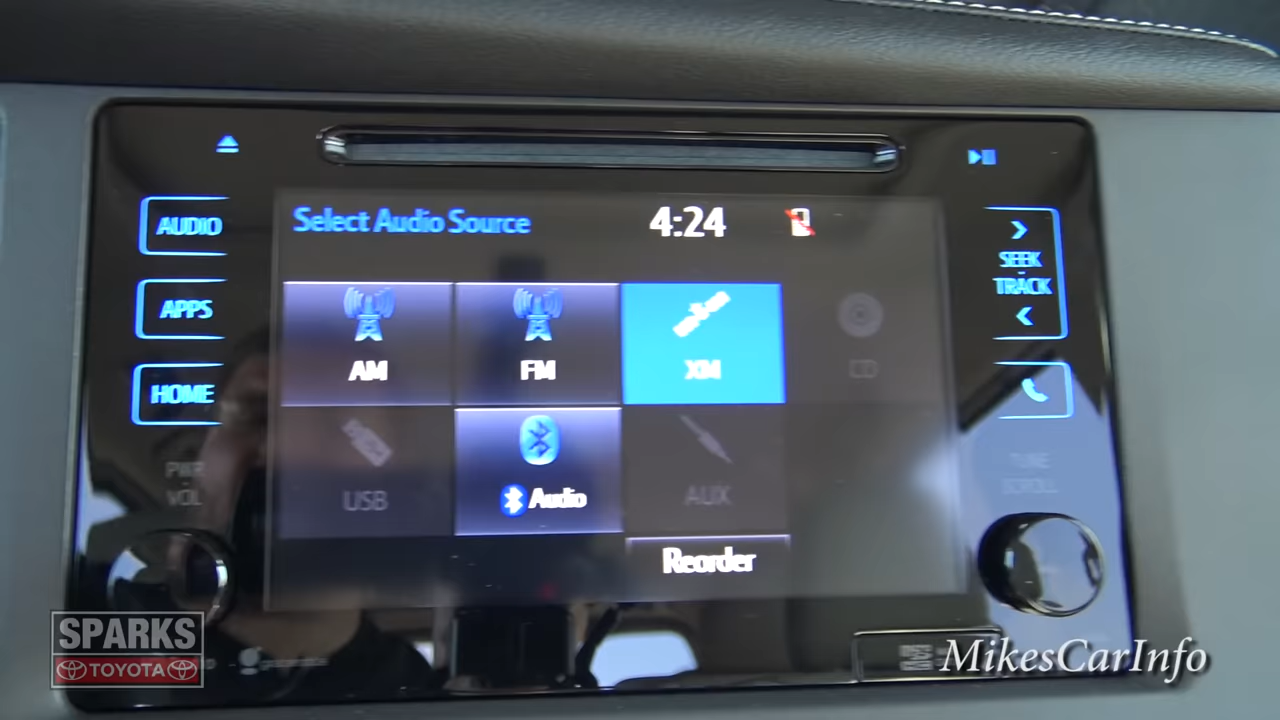 AUDIO
APPS
HOME
PWR
VOL
Select Audio Source
4:24
AM
FM
XM
CD
USB
Audio
AUX
Reorder
SEEK
TRACK
TUNE
SCROLL
SPARKS
TOYOTA
MikesCarInfo